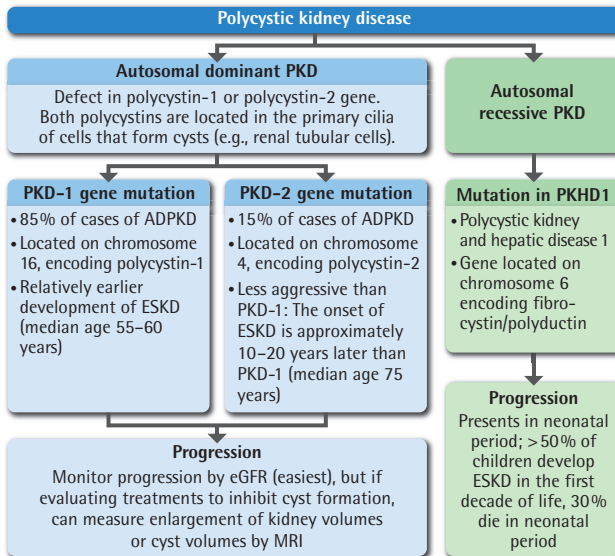 Polycystic kidney disease
Autosomal dominant PKD
Defect in polycystin-1 or polycystin-2 gene.
Both polycystins are located in the primary cilia
of cells that form cysts (e.g., renal tubular cells).
Autosomal
recessive PKD
PKD-1 gene mutation
• 85% of cases of ADPKD
• Located on chromosome
16, encoding polycystin-1
• Relatively earlier
development of ESKD
(median age 55–60
years)
PKD-2 gene mutation
• 15% of cases of ADPKD
• Located on chromosome
4, encoding polycystin-2
• Less aggressive than
PKD-1: The onset of
ESKD is approximately
10–20 years later than
PKD-1 (median age 75
years)
Mutation in PKHD1
• Polycystic kidney
and hepatic disease 1
• Gene located on
chromosome 6
encoding fibro-
cystin/polyductin
Progression
Monitor progression by eGFR (easiest), but if
evaluating treatments to inhibit cyst formation,
can measure enlargement of kidney volumes
or cyst volumes by MRI
Progression
Presents in neonatal
period; >50% of
children develop
ESKD in the first
decade of life, 30%
die in neonatal
period